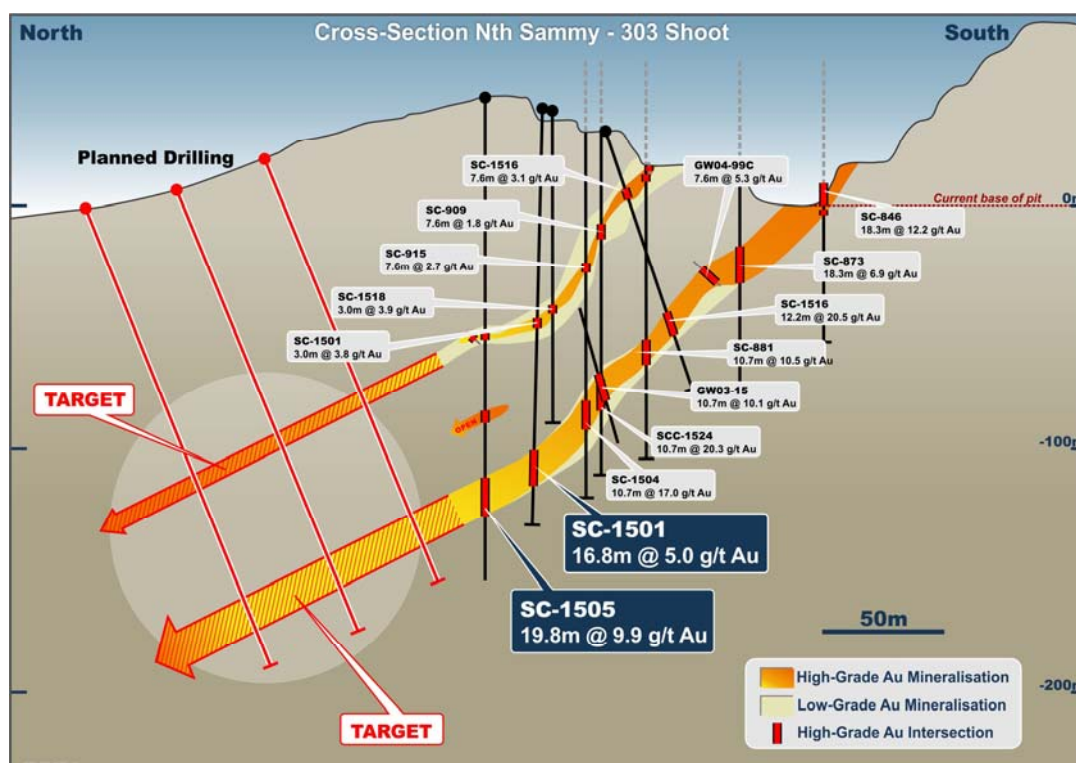 North
Cross-Section Nth Sammy - 303 Shoot
South
Planned Drilling
SC-1516
7.6m @ 3.1 g/t Au
GW04-99C
7.6m @ 5.3 g/t Au
SC-909
7.6m @ 1.8 g/t Au
Current base of pit
0m
SC-846
18.3m @ 12.2 g/t Au
SC-915
7.6m @ 2.7 g/t Au
SC-873
18.3m @ 6.9 g/t Au
SC-1518
3.0m @ 3.9 g/t Au
SC-1516
12.2m @ 20.5 g/t Au
SC-1501
3.0m @ 3.8 g/t Au
SC-881
10.7m @ 10.5 g/t Au
TARGET
GW03-15
10.7m @ 10.1 g/t Au
OPEN
SCC-1524
10.7m @ 20.3 g/t Au
-100m
SC-1504
10.7m @ 17.0 g/t Au
SC-1501
16.8m @ 5.0 g/t Au
SC-1505
19.8m @ 9.9 g/t Au
50m
High-Grade Au Mineralisation
Low-Grade Au Mineralisation
High-Grade Au Intersection
-200m
TARGET